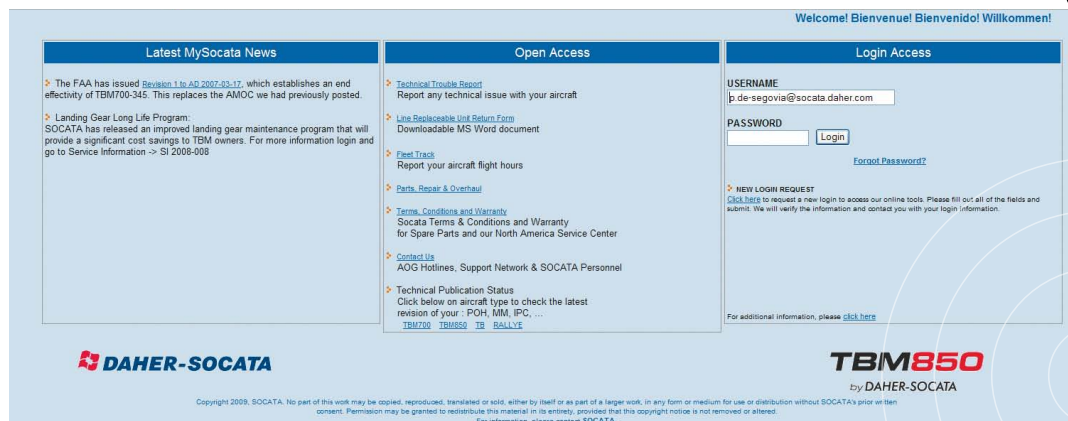 Welcome! Bienvenue! Bienvenido! Willkommen!
Latest MySocata News
The FAA has issued Revision 1 to AD 2007-03-17, which establishes an end
effectivity of TBM700-345. This replaces the AMOC we had previously posted.
Landing Gear Long Life Program:
SOCATA has released an improved landing gear maintenance program that will
provide a significant cost savings to TBM owners. For more information login and
go to Service Information -> SI 2008-008
Open Access
Technical Trouble Report
Report any technical issue with your aircraft
Line Replaceable Unit Return Form
Downloadable MS Word document
Fleet Track
Report your aircraft flight hours
Parts, Repair & Overhaul
Terms, Conditions and Warranty
Socata Terms & Conditions and Warranty
for Spare Parts and our North America Service Center
Contact Us
AOG Hotlines, Support Network & SOCATA Personnel
Technical Publication Status
Click below on aircraft type to check the latest
revision of your : POH, MM, IPC, ...
TBM700 TBM850 TB RALLYE
Login Access
USERNAME
p.de-segovia@socata.daher.com
PASSWORD
Login
Forgot Password?
NEW LOGIN REQUEST
Click here to request a new login to access our online tools. Please fill out all of the fields and
submit. We will verify the information and contact you with your login information.
For additional information, please click here
DAHER-SOCATA
TBM850
by DAHER-SOCATA
Copyright 2009, SOCATA. No part of this work may be copied, reproduced, translated or sold, either by itself or as part of a larger work, in any form or medium for use or distribution without SOCATA's prior written
consent. Permission may be granted to redistribute this material in its entirety, provided that this copyright notice is not removed or altered.
For information, please contact SOCATA